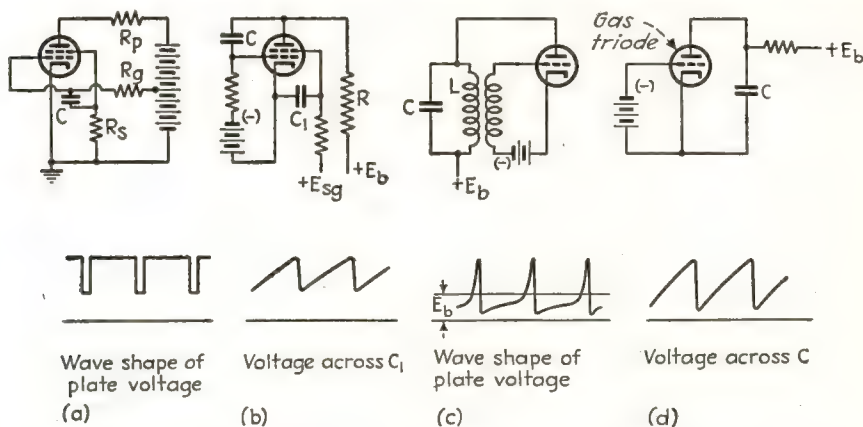 Rp
Rg
C
Rs
C
(-)
C1
R
+Esg
+Eb
C
L
(-)
+Eb
Gas
triode
(-)
C
+Eb
Eb
Wave shape of
plate voltage
(a)
Voltage across C1
(b)
Wave shape of
plate voltage
(c)
Voltage across C
(d)